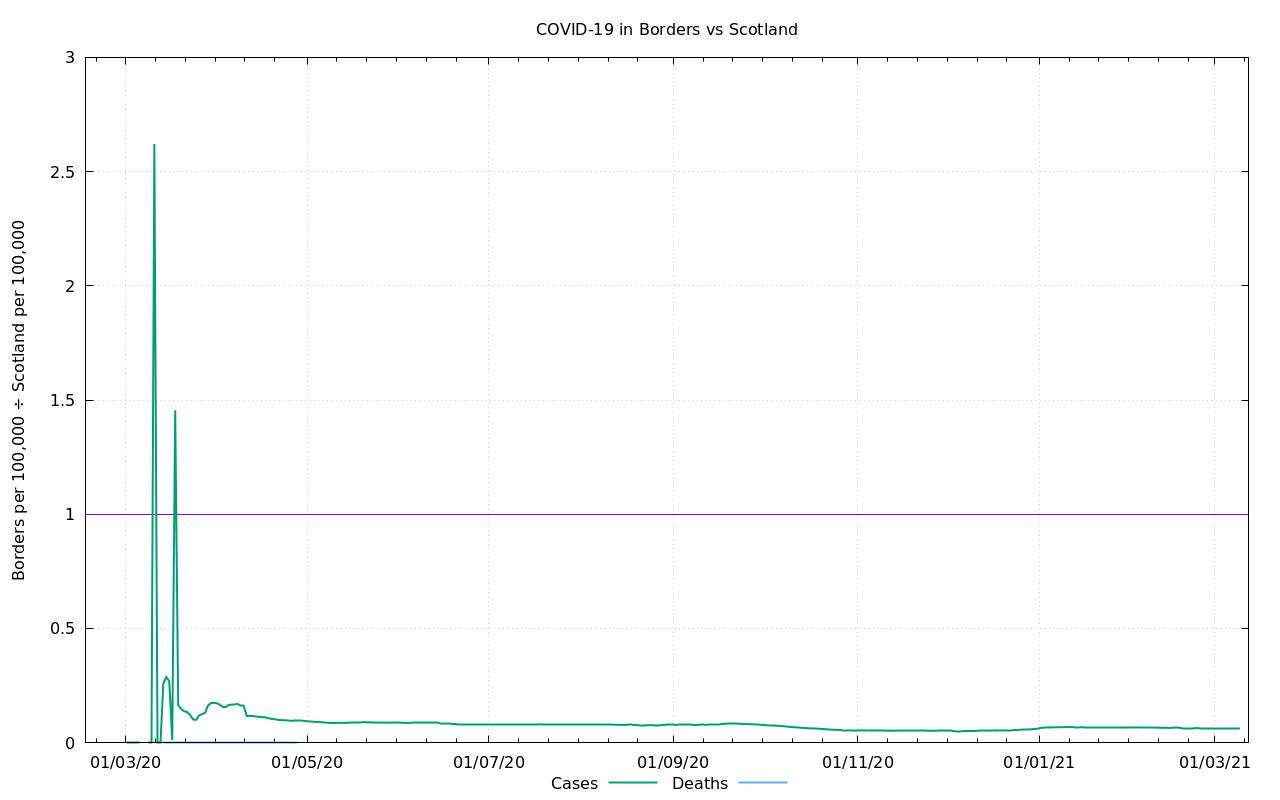 COVID-19 in Borders vs Scotland
Borders per 100,000 ÷ Scotland per 100,000
3
2.5
2
1.5
1
0.5
0
01/03/20 01/05/20 01/07/20 01/09/20 01/11/20 01/01/21 01/03/21
Cases Deaths